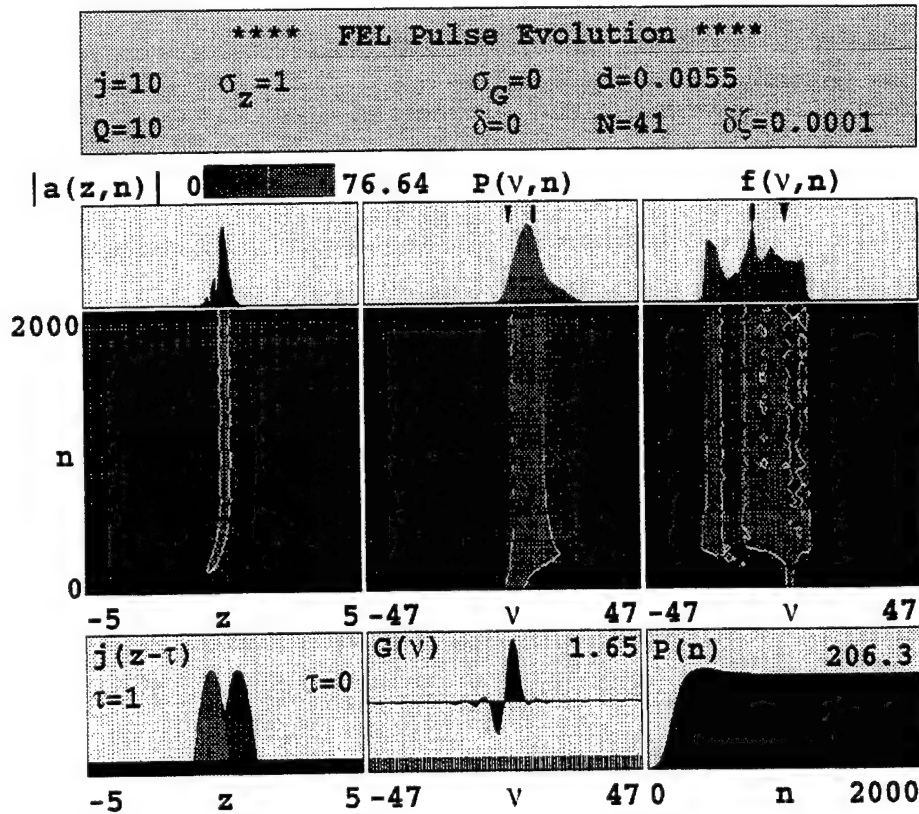 **** FEL Pulse Evolution ****
j=10 σz=1 σG=0 d=0.0055
Q=10 δ=0 N=41 δζ=0.0001
|a(z,n)| 0 76.64 P(ν,n) f(ν,n)
2000
n
0
-5 z 5 -47 ν 47 -47 ν 47
j(z-τ) G(ν) 1.65 P(n) 206.3
τ=1 τ=0
-5 z 5 -47 ν 47 0 n 2000